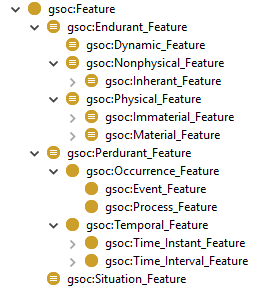 gsoc:Feature
gsoc:Endurant_Feature
gsoc:Dynamic_Feature
gsoc:Nonphysical_Feature
gsoc:Inherant_Feature
gsoc:Physical_Feature
gsoc:Immaterial_Feature
gsoc:Material_Feature
gsoc:Perdurant_Feature
gsoc:Occurrence_Feature
gsoc:Event_Feature
gsoc:Process_Feature
gsoc:Temporal_Feature
gsoc:Time_Instant_Feature
gsoc:Time_Interval_Feature
gsoc:Situation_Feature